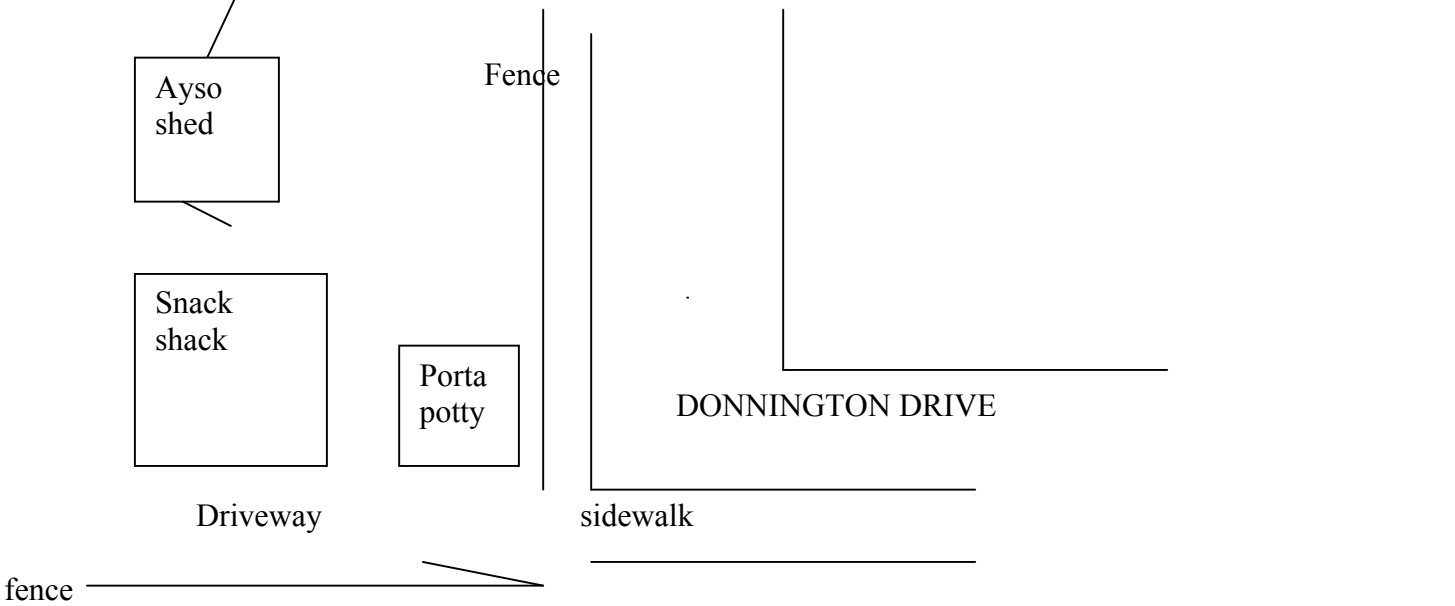 Fence
Ayso
shed
Snack
shack
Porta
potty
DONNINGTON DRIVE
Driveway
sidewalk
fence